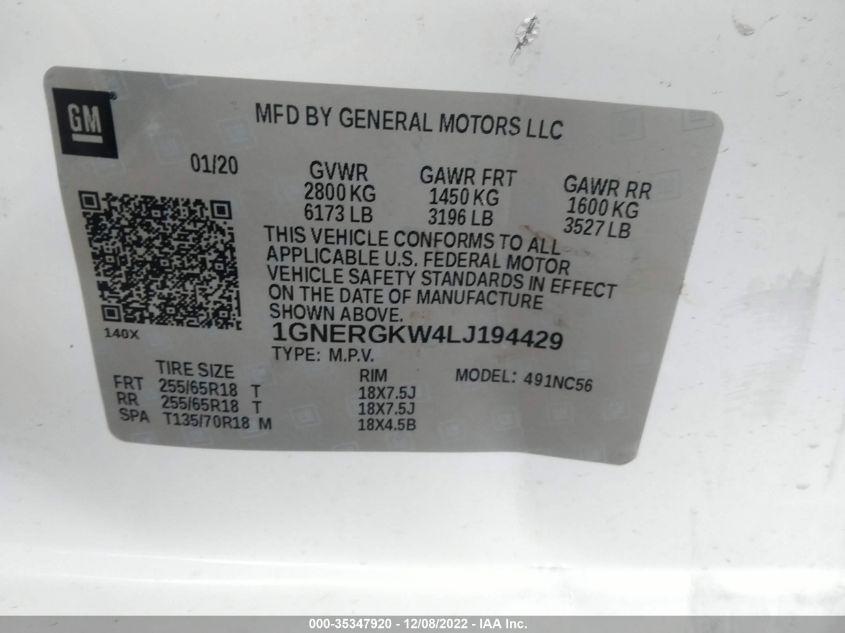 GM
MFD BY GENERAL MOTORS LLC
01/20
GVWR GAWR FRT GAWR RR
2800 KG 1450 KG 1600 KG
6173 LB 3196 LB 3527 LB
THIS VEHICLE CONFORMS TO ALL
APPLICABLE U.S. FEDERAL MOTOR
VEHICLE SAFETY STANDARDS IN EFFECT
ON THE DATE OF MANUFACTURE
SHOWN ABOVE.
140X
1GNERGKW4LJ194429
TYPE: M.P.V.
TIRE SIZE RIM MODEL: 491NC56
FRT 255/65R18 T 18X7.5J
RR 255/65R18 T 18X7.5J
SPA T135/70R18 M 18X4.5B
000-35347920 - 12/08/2022 - IAA Inc.